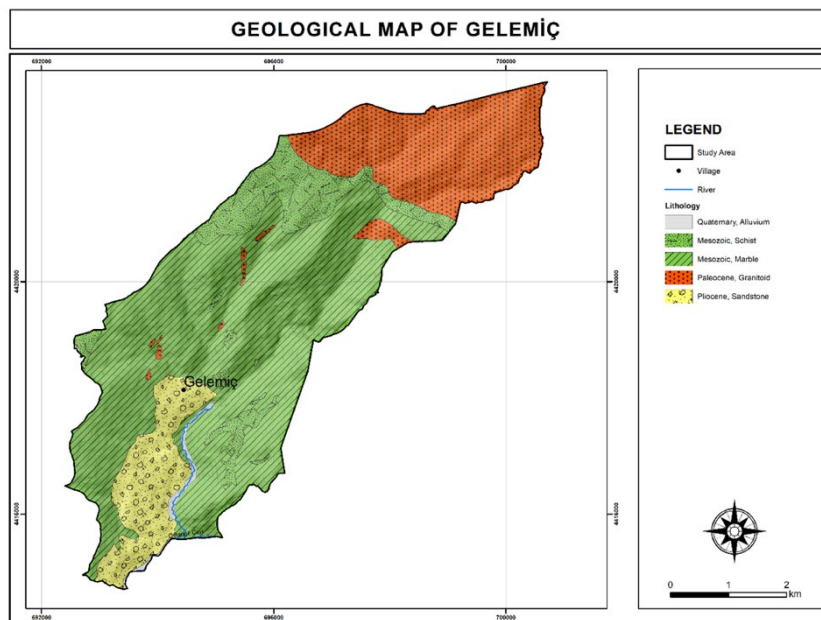 GEOLOGICAL MAP OF GELEMİÇ
692000
696000
700000
4420000
4420000
Gelemiç
4416000
4416000
692000
696000
700000
LEGEND
Study Area
Village
River
Lithology
Quaternary, Alluvium
Mesozoic, Schist
Mesozoic, Marble
Paleocene, Granitoid
Pliocene, Sandstone
0 1 2
km